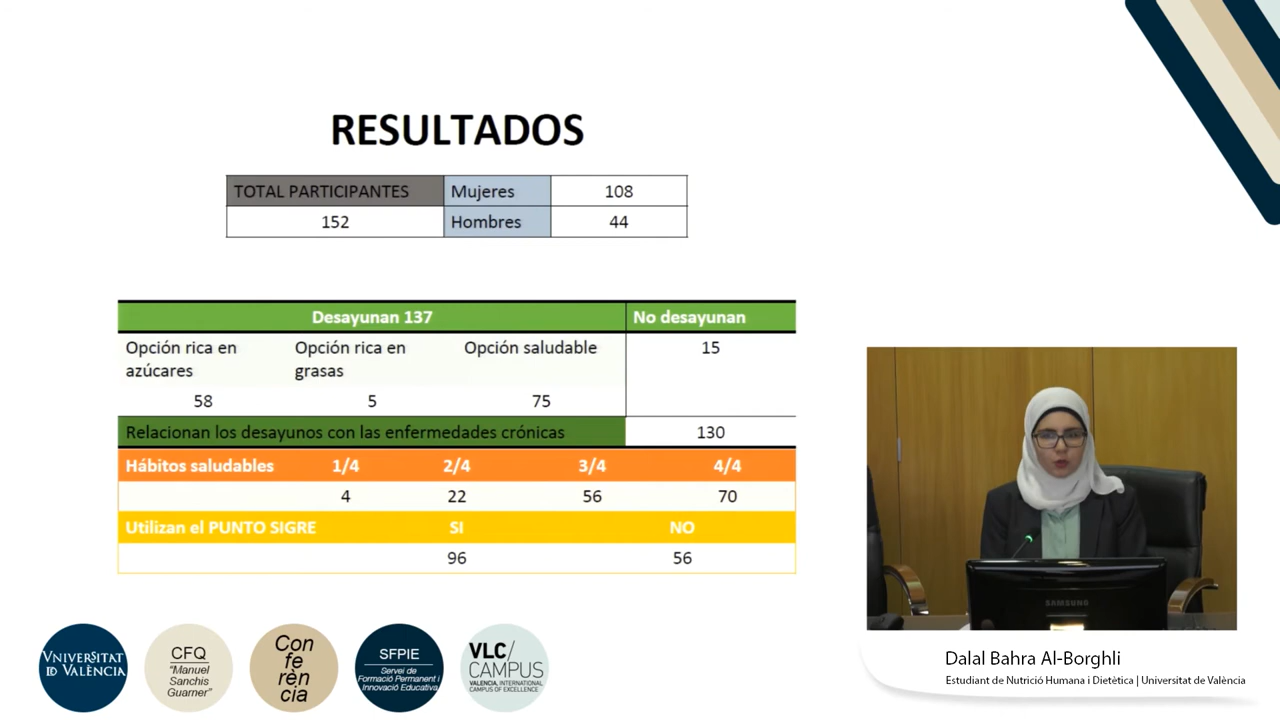 RESULTADOS
TOTAL PARTICIPANTES Mujeres 108
152 Hombres 44
Desayunan 137 No desayunan
Opción rica en azúcares Opción rica en grasas Opción saludable 15
58 5 75
Relacionan los desayunos con las enfermedades crónicas 130
Hábitos saludables 1/4 2/4 3/4 4/4
4 22 56 70
Utilizan el PUNTO SIGRE SI NO
96 56
SAMSUNG
Dalal Bahra Al-Borghli
Estudiant de Nutrició Humana i Dietètica | Universitat de València
VNIVERSITAT
ID VALÈNCIA
CFQ
"Manuel
Sanchis
Guarner"
Con
fe
rèn
cia
SFPIE
Servei de
Formació Permanent i
Innovació Educativa
VLC/
CAMPUS
VALENCIA, INTERNATIONAL
CAMPUS OF EXCELLENCE